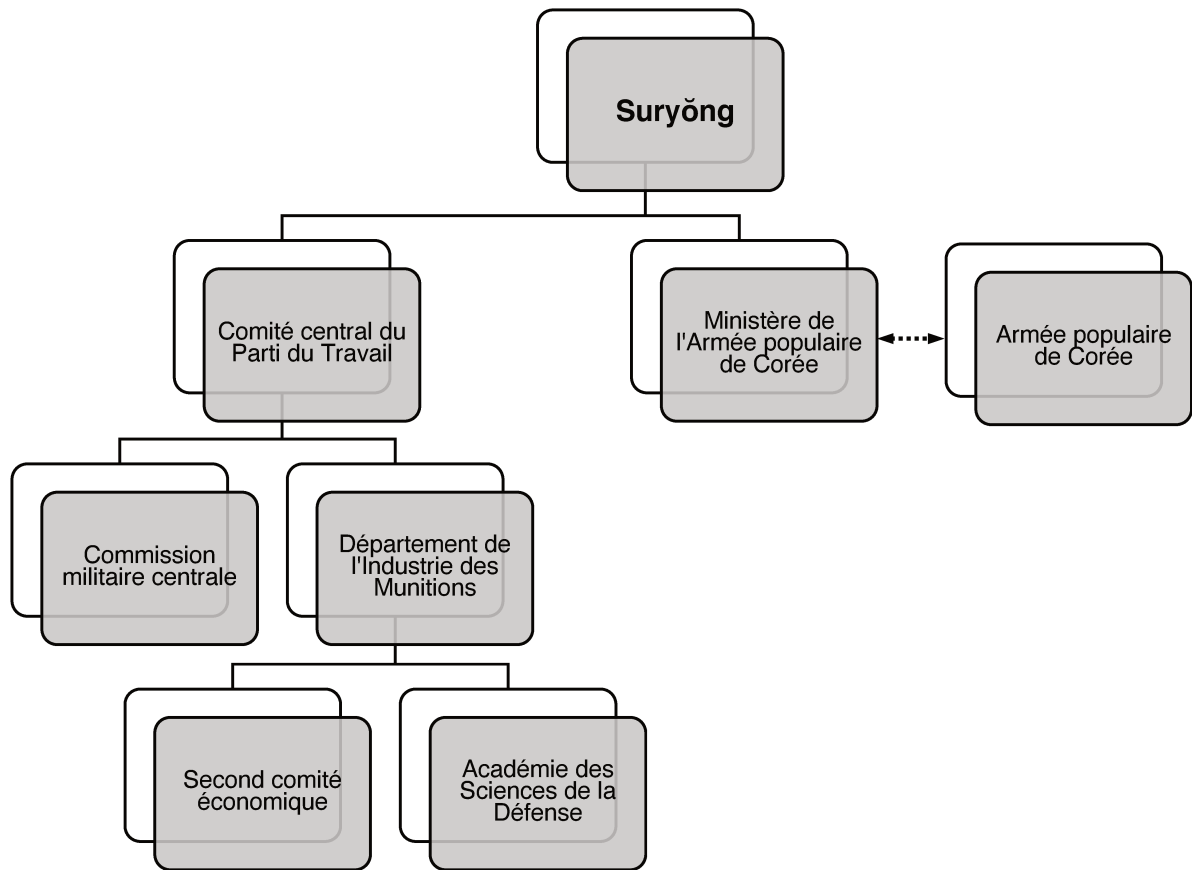 Suryŏng
Comité central du
Parti du Travail
Ministère de
l'Armée populaire
de Corée
Armée populaire
de Corée
Commission
militaire centrale
Département de
l'Industrie des
Munitions
Second comité
économique
Académie des
Sciences de la
Défense